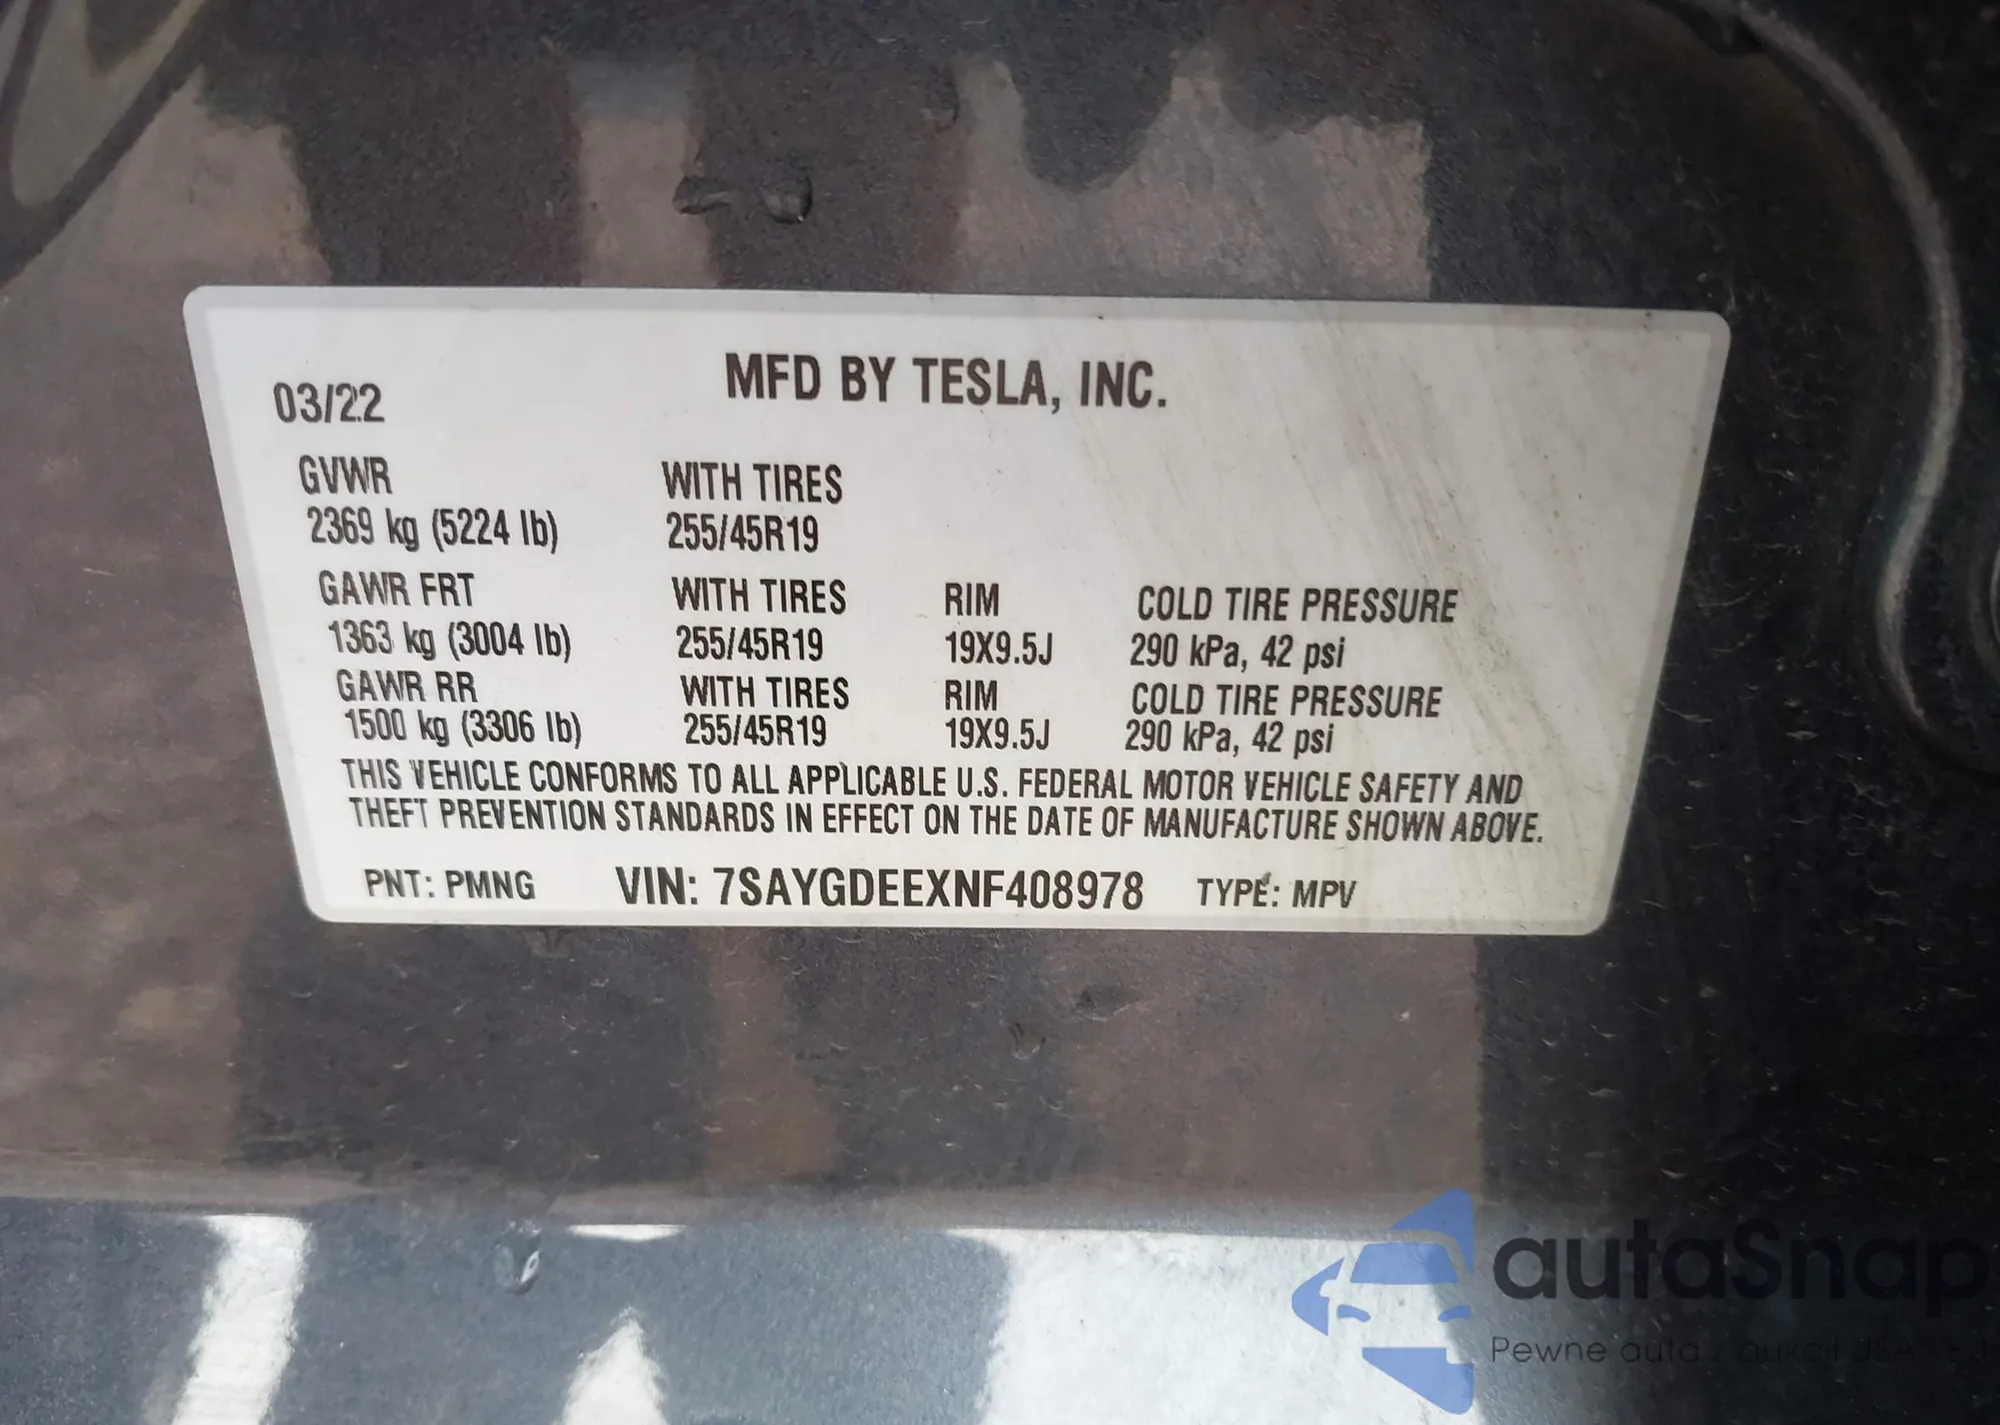 MFD BY TESLA, INC.
03/22
GVWR WITH TIRES
2369 kg (5224 lb) 255/45R19
GAWR FRT WITH TIRES RIM COLD TIRE PRESSURE
1363 kg (3004 lb) 255/45R19 19X9.5J 290 kPa, 42 psi
GAWR RR WITH TIRES RIM COLD TIRE PRESSURE
1500 kg (3306 lb) 255/45R19 19X9.5J 290 kPa, 42 psi
THIS VEHICLE CONFORMS TO ALL APPLICABLE U.S. FEDERAL MOTOR VEHICLE SAFETY AND
THEFT PREVENTION STANDARDS IN EFFECT ON THE DATE OF MANUFACTURE SHOWN ABOVE.
PNT: PMNG VIN: 7SAYGDEEXNF408978 TYPE: MPV
autaSnap
Pewne auta z aukcji